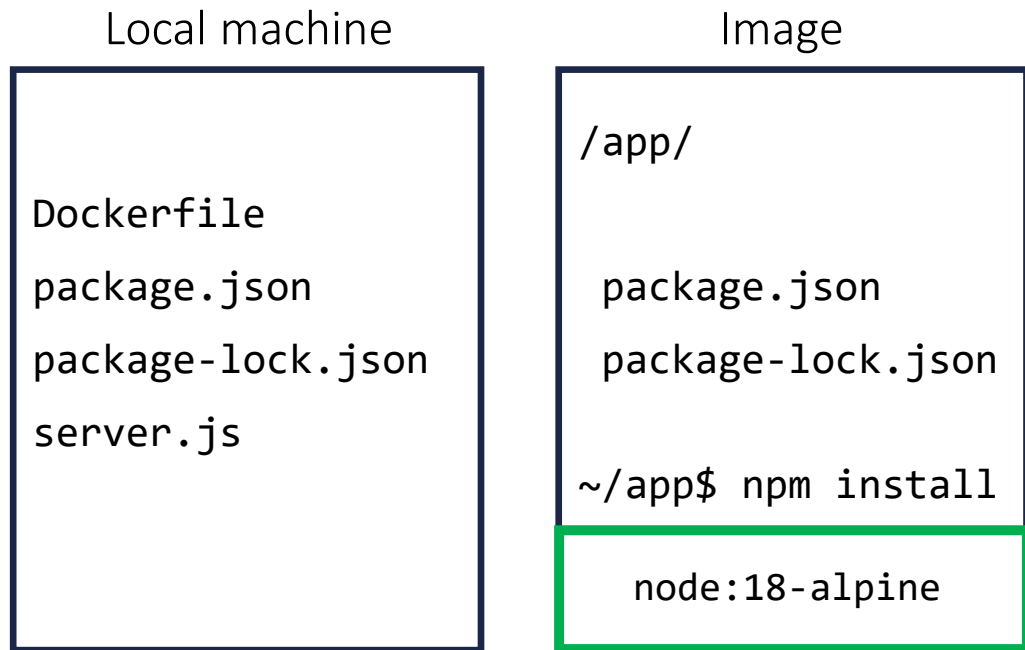 Local machine
Dockerfile
package.json
package-lock.json
server.js
Image
/app/
package.json
package-lock.json
~/app$ npm install
node:18-alpine